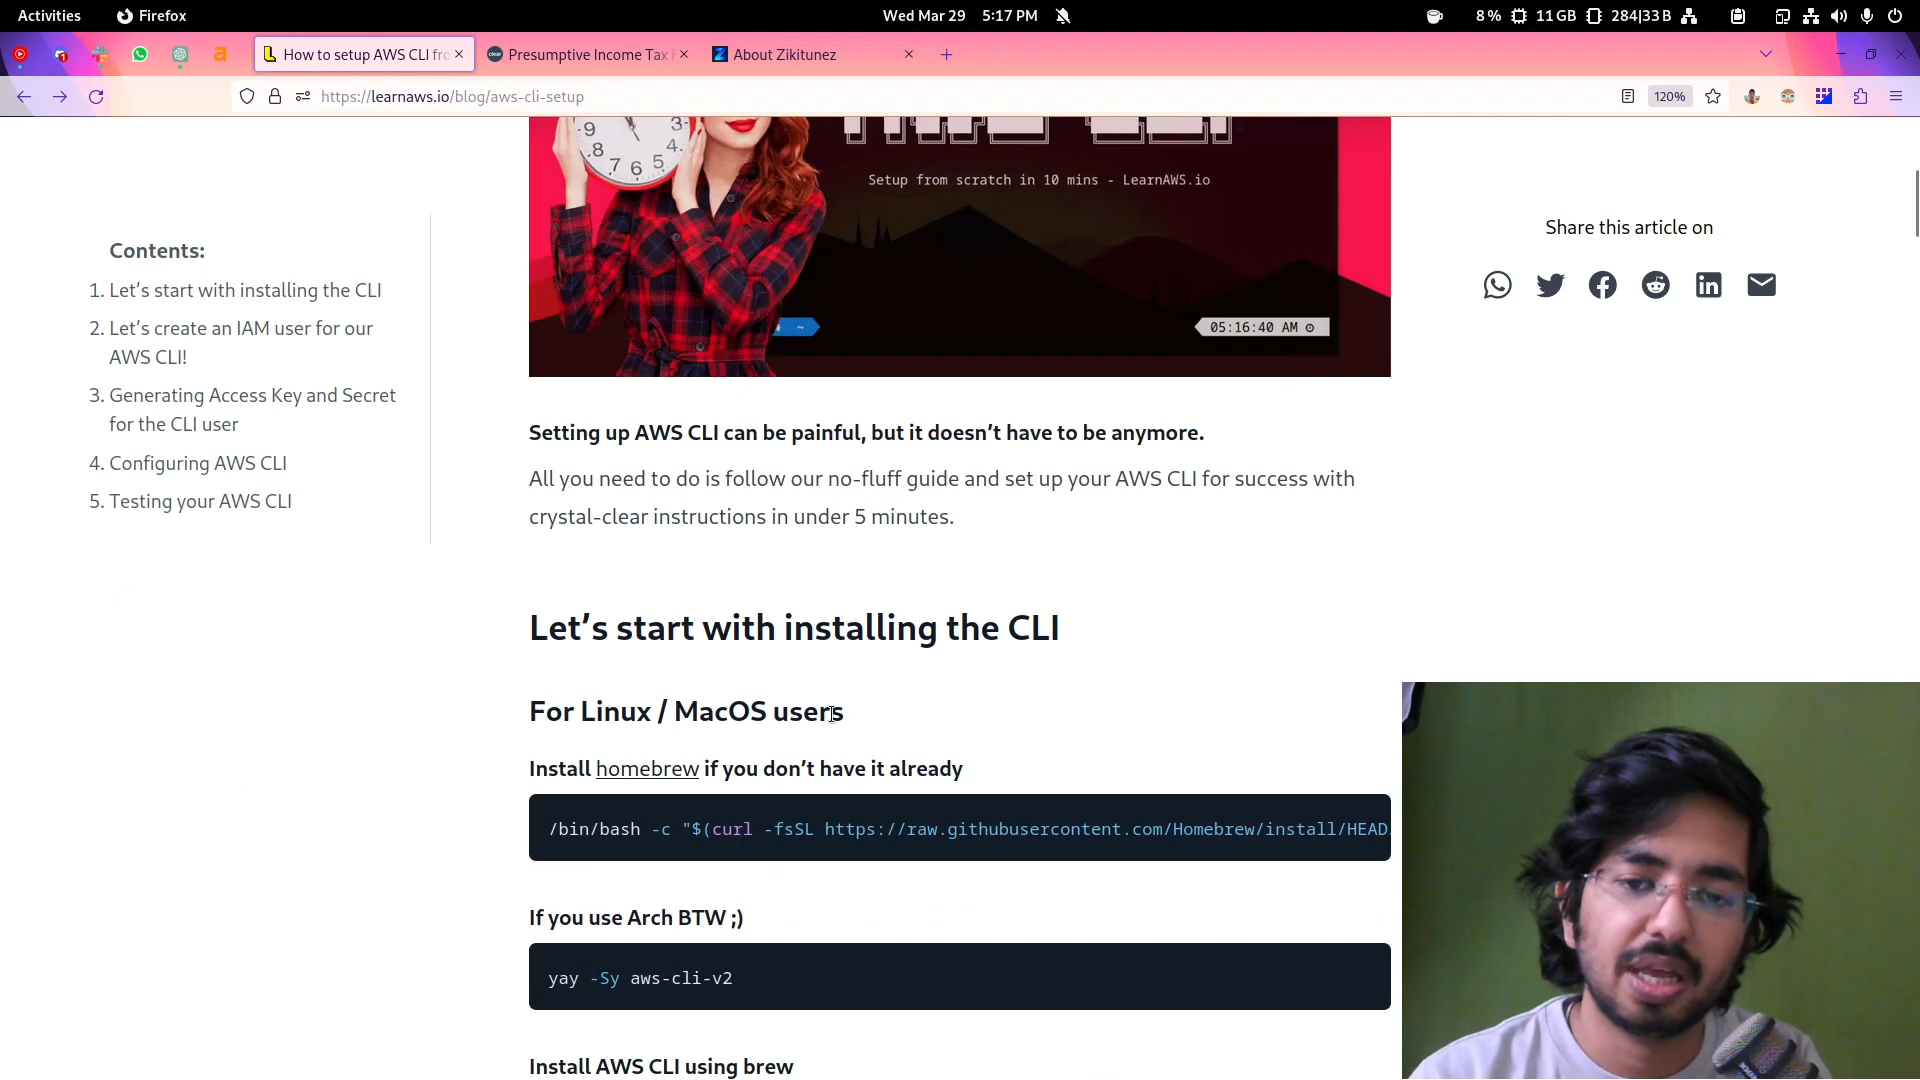 Activities
Firefox
Wed Mar 29 5:17 PM
8 %
11 GB
284|33 B
How to setup AWS CLI fro
Presumptive Income Tax
About Zikitunez
https://learnaws.io/blog/aws-cli-setup
120%
9
3
8
4
7
6
5
Setup from scratch in 10 mins - LearnAWS.io
~
05:16:40 AM
Contents:
1. Let’s start with installing the CLI
2. Let’s create an IAM user for our
AWS CLI!
3. Generating Access Key and Secret
for the CLI user
4. Configuring AWS CLI
5. Testing your AWS CLI
Share this article on
Setting up AWS CLI can be painful, but it doesn’t have to be anymore.
All you need to do is follow our no-fluff guide and set up your AWS CLI for success with
crystal-clear instructions in under 5 minutes.
Let’s start with installing the CLI
For Linux / MacOS users
Install homebrew if you don’t have it already
/bin/bash -c "$(curl -fsSL https://raw.githubusercontent.com/Homebrew/install/HEAD
If you use Arch BTW ;)
yay -Sy aws-cli-v2
Install AWS CLI using brew